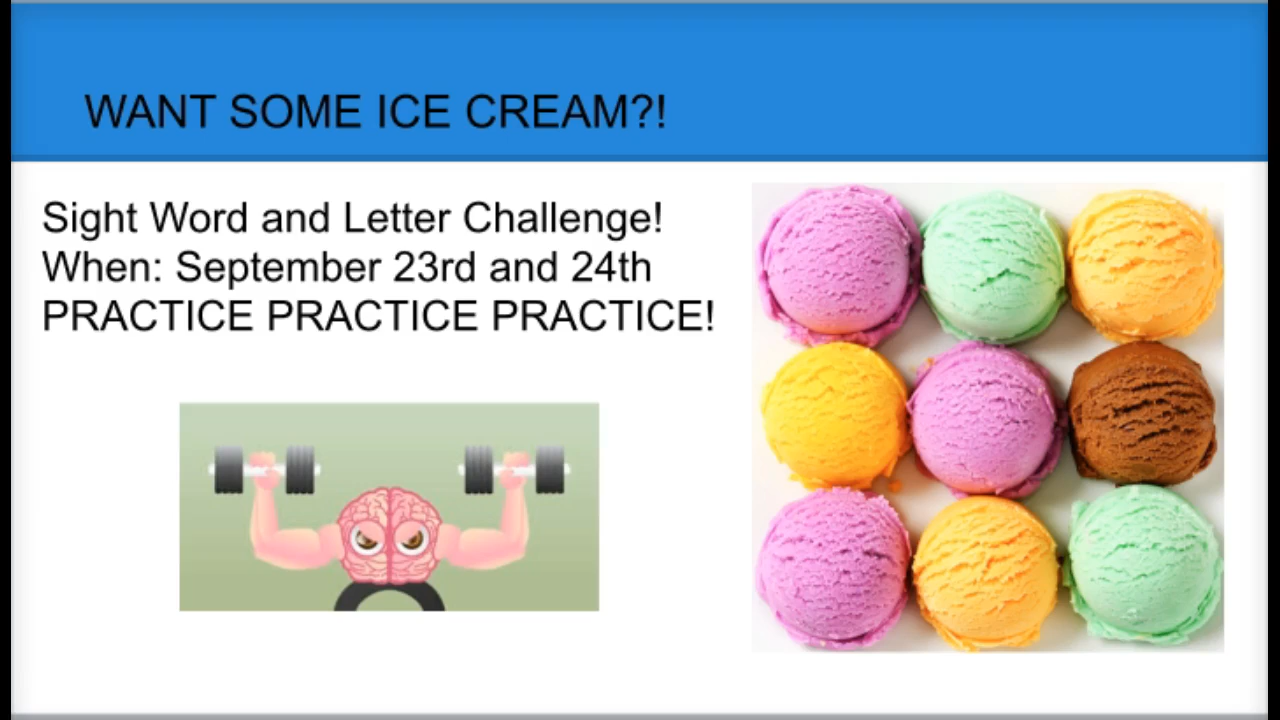 WANT SOME ICE CREAM?!
Sight Word and Letter Challenge!
When: September 23rd and 24th
PRACTICE PRACTICE PRACTICE!